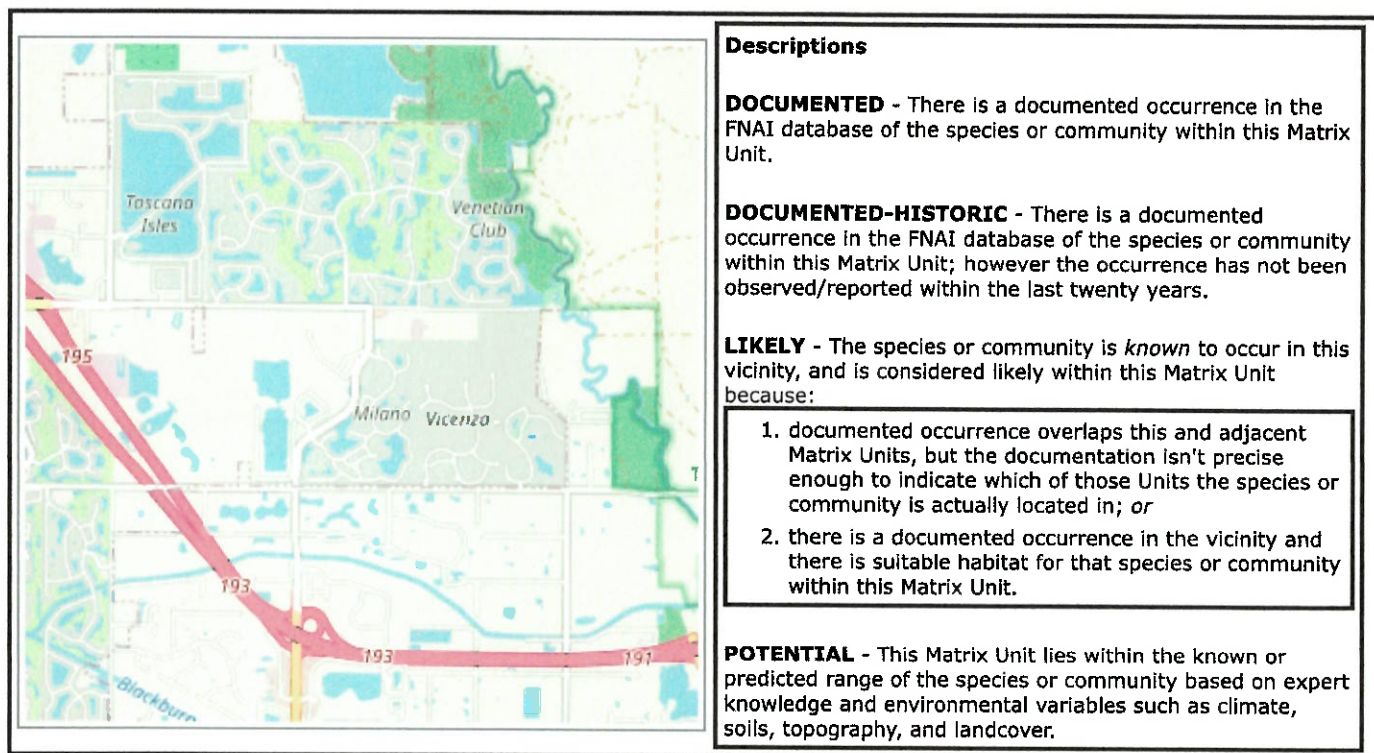 Toscana
Isles
Venetian
Club
195
Milano
Vicenza
193
193
191
Blackburn
T
Descriptions
DOCUMENTED - There is a documented occurrence in the
FNAI database of the species or community within this Matrix
Unit.
DOCUMENTED-HISTORIC - There is a documented
occurrence in the FNAI database of the species or community
within this Matrix Unit; however the occurrence has not been
observed/reported within the last twenty years.
LIKELY - The species or community is known to occur in this
vicinity, and is considered likely within this Matrix Unit
because:
1. documented occurrence overlaps this and adjacent
Matrix Units, but the documentation isn't precise
enough to indicate which of those Units the species or
community is actually located in; or
2. there is a documented occurrence in the vicinity and
there is suitable habitat for that species or community
within this Matrix Unit.
POTENTIAL - This Matrix Unit lies within the known or
predicted range of the species or community based on expert
knowledge and environmental variables such as climate,
soils, topography, and landcover.